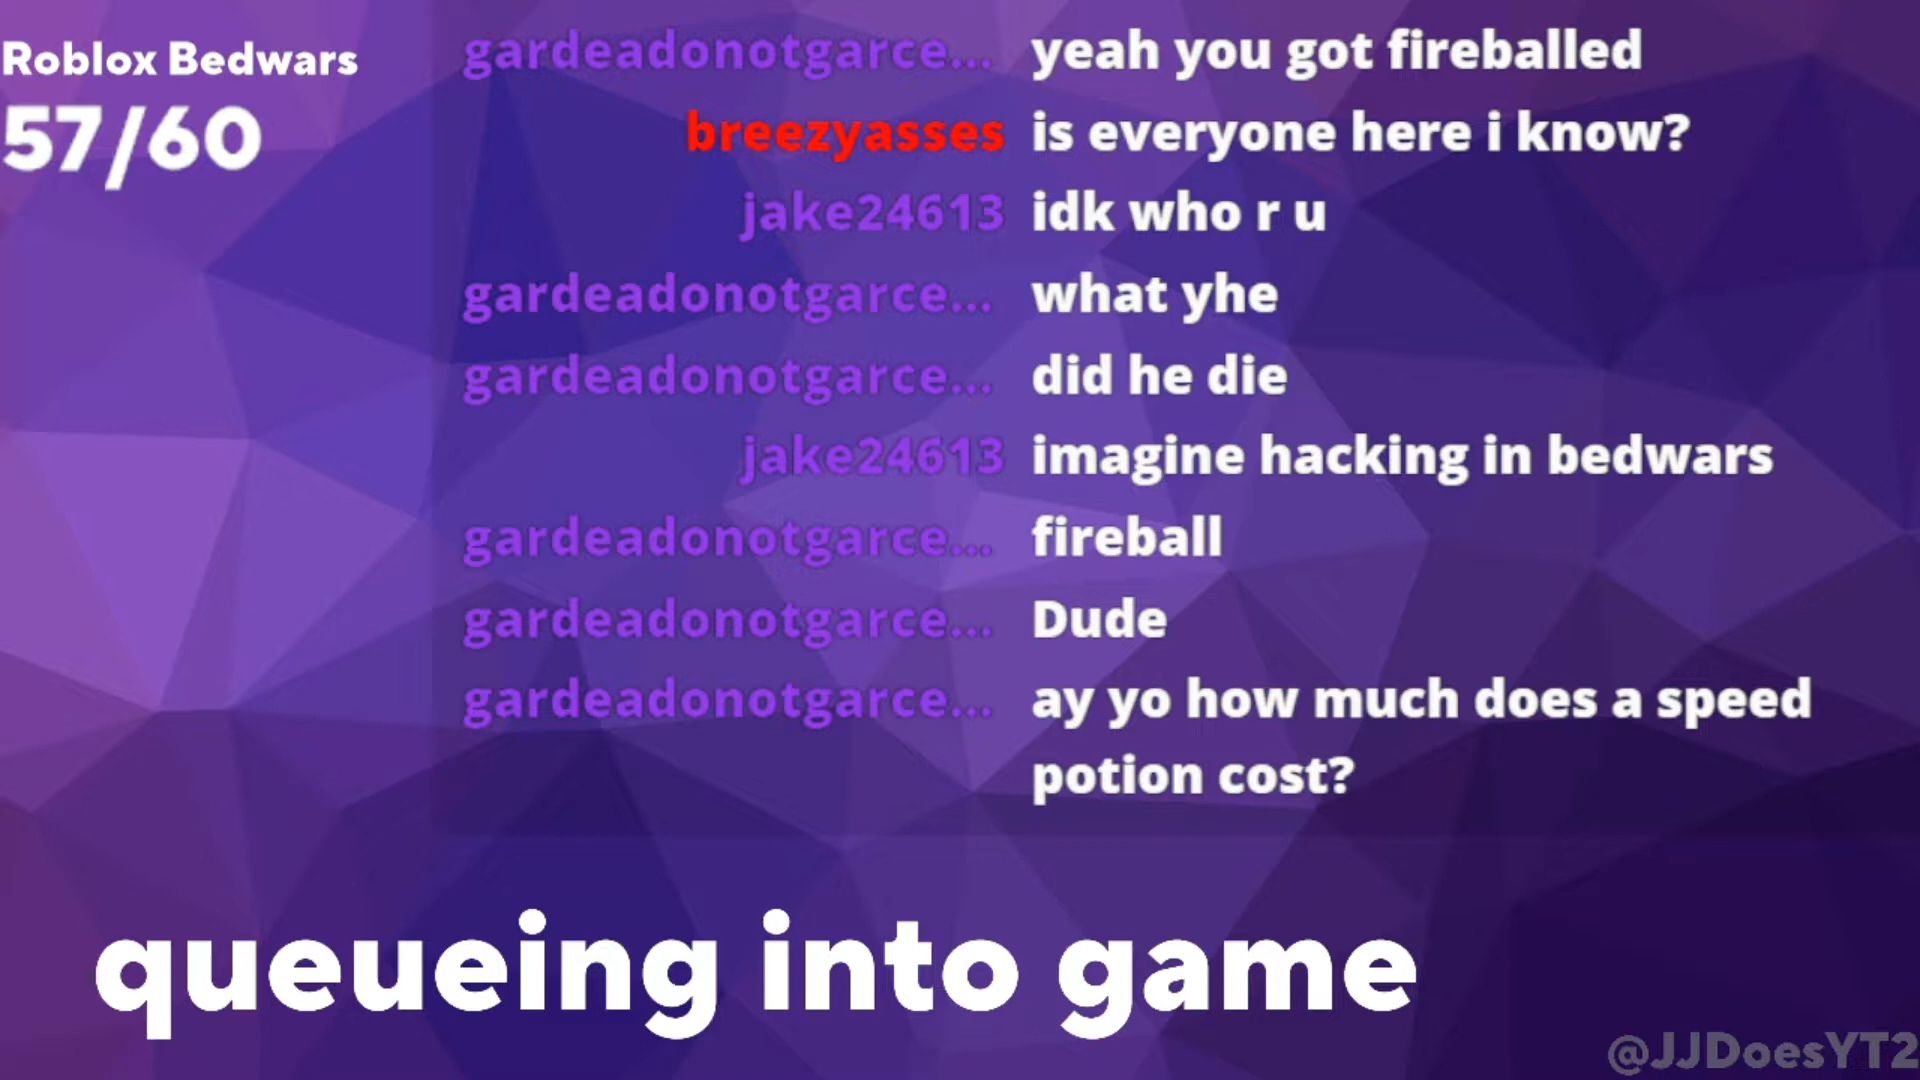 Roblox Bedwars
57/60
gardeadonotgarce... yeah you got fireballed
breezyasses is everyone here i know?
jake24613 idk who r u
gardeadonotgarce... what yhe
gardeadonotgarce... did he die
jake24613 imagine hacking in bedwars
gardeadonotgarce... fireball
gardeadonotgarce... Dude
gardeadonotgarce... ay yo how much does a speed
potion cost?
queueing into game
@JJDoesYT2